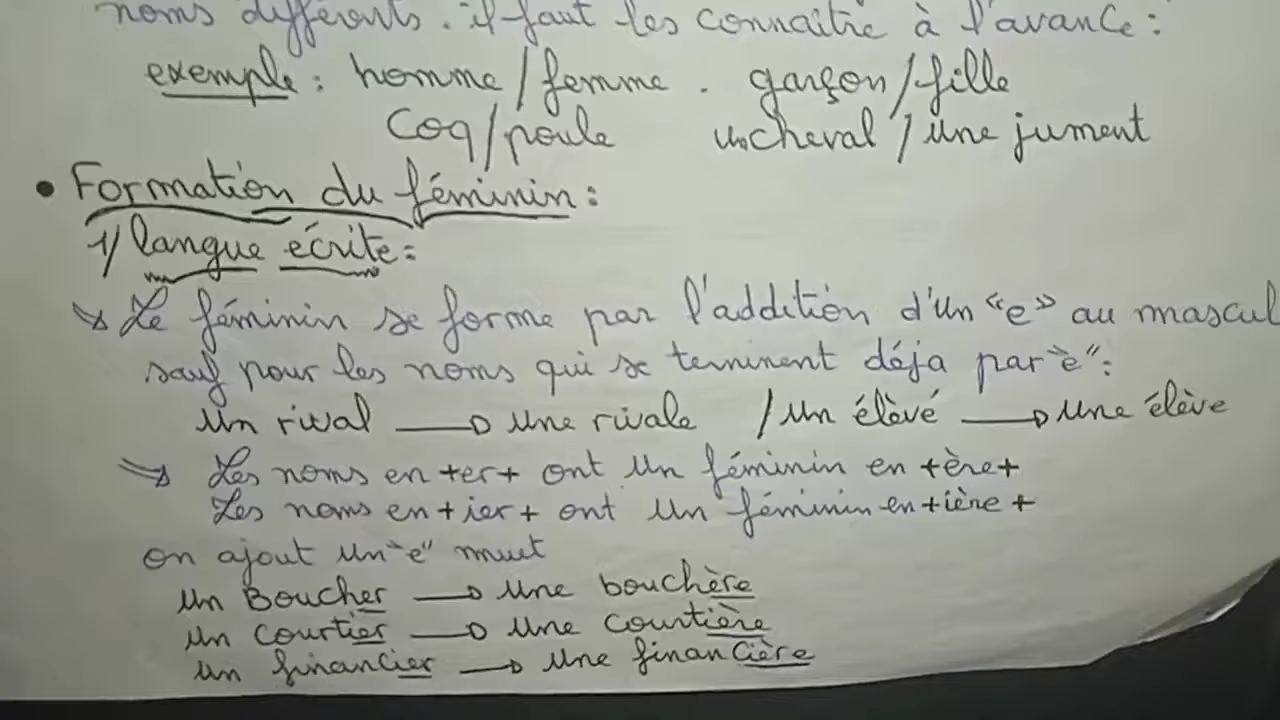 noms différents. il faut les connaître à l'avance :
exemple : homme / femme . garçon / fille
coq / poule un cheval / une jument
• Formation du féminin :
1/ langue écrite :
Le féminin se forme par l'addition d'un «e» au mascul
sauf pour les noms qui se terminent déja par "e" :
un rival → une rivale / un élèvé → une élève
Les noms en +er+ ont un féminin en +ère+
Les noms en +ier+ ont un féminin en +ière+
on ajout un "e" muet
un Boucher → une bouchère
un courtier → une courtière
un financier → une financière